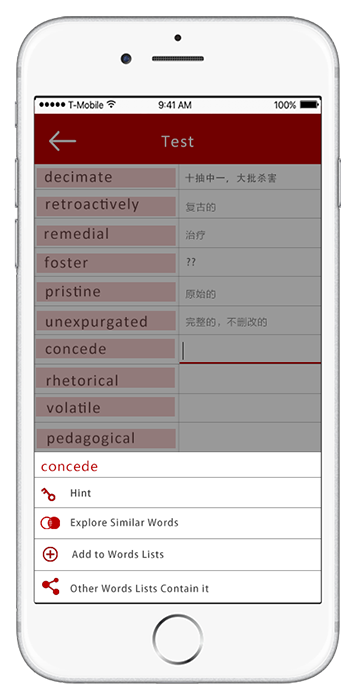 T-Mobile 9:41 AM 100%
Test
decimate 十抽中一，大批杀害
retroactively 复古的
remedial 治疗
foster ??
pristine 原始的
unexpurgated 完整的，不删改的
concede
rhetorical
volatile
pedagogical
concede
Hint
Explore Similar Words
Add to Words Lists
Other Words Lists Contain it